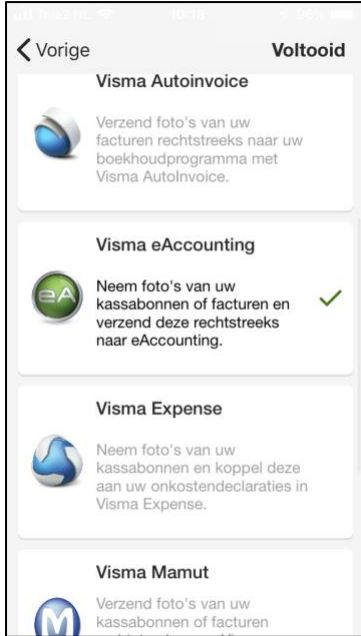 Vorige
Voltooid
Visma Autoinvoice
Verzend foto's van uw
facturen rechtstreeks naar uw
boekhoudprogramma met
Visma AutoInvoice.
Visma eAccounting
eA
Neem foto's van uw
kassabonnen of facturen en
verzend deze rechtstreeks
naar eAccounting.
Visma Expense
Neem foto's van uw
kassabonnen en koppel deze
aan uw onkostendeclaraties in
Visma Expense.
Visma Mamut
M
Verzend foto's van uw
kassabonnen of facturen